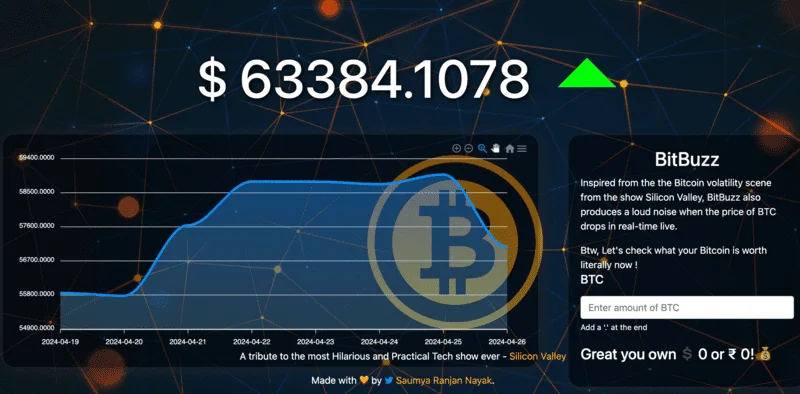 $ 63384.1078
59400.0000
58500.0000
57600.0000
56700.0000
55800.0000
54900.0000
2024-04-19 2024-04-20 2024-04-21 2024-04-22 2024-04-23 2024-04-24 2024-04-25 2024-04-26
A tribute to the most Hilarious and Practical Tech show ever - Silicon Valley
BitBuzz
Inspired from the the Bitcoin volatility scene
from the show Silicon Valley, BitBuzz also
produces a loud noise when the price of BTC
drops in real-time live.
Btw, Let's check what your Bitcoin is worth
literally now !
BTC
Enter amount of BTC
Add a '.' at the end
Great you own $ 0 or ₹ 0!💰
Made with 🧡 by Saumya Ranjan Nayak.